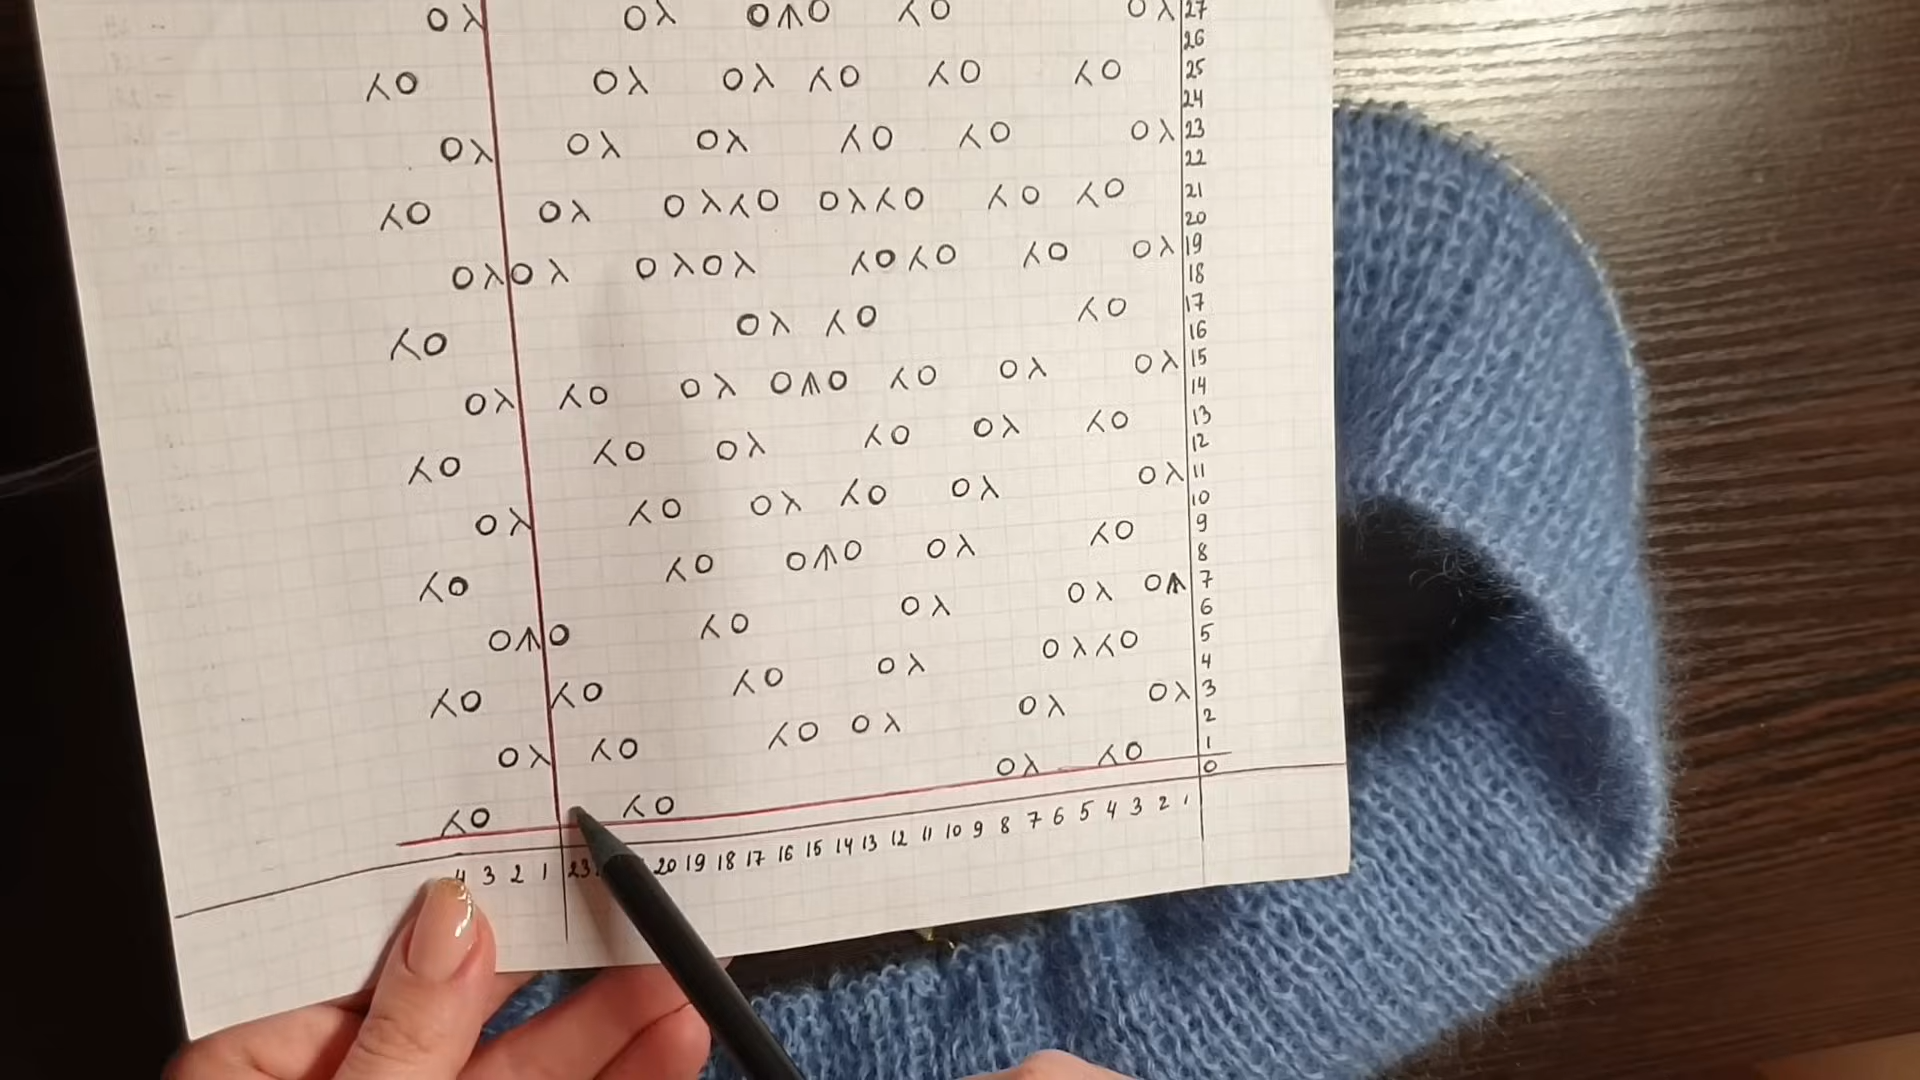 O λ O λ O ⋀ O ⋌ O O λ 27
26
⋌ O O λ O λ ⋌ O ⋌ O ⋌ O 25
24
O λ O λ O λ ⋌ O ⋌ O O λ 23
22
⋌ O O λ O λ ⋌ O O λ ⋌ O ⋌ O ⋌ O 21
20
O λ O λ O λ O λ ⋌ O ⋌ O ⋌ O O λ 19
18
⋌ O O λ ⋌ O ⋌ O 17
16
O λ ⋌ O O λ O ⋀ O ⋌ O O λ O λ 15
14
⋌ O ⋌ O O λ ⋌ O O λ ⋌ O 13
12
O λ ⋌ O O λ ⋌ O O λ O λ 11
10
⋌ O ⋌ O O ⋀ O O λ ⋌ O 9
8
O ⋀ O ⋌ O O λ O λ O ⋀ 7
6
⋌ O ⋌ O ⋌ O O λ O λ ⋌ O 5
4
O λ ⋌ O ⋌ O O λ O λ O λ 3
2
⋌ O ⋌ O O λ ⋌ O 1
0
4 3 2 1 23 20 19 18 17 16 15 14 13 12 11 10 9 8 7 6 5 4 3 2 1